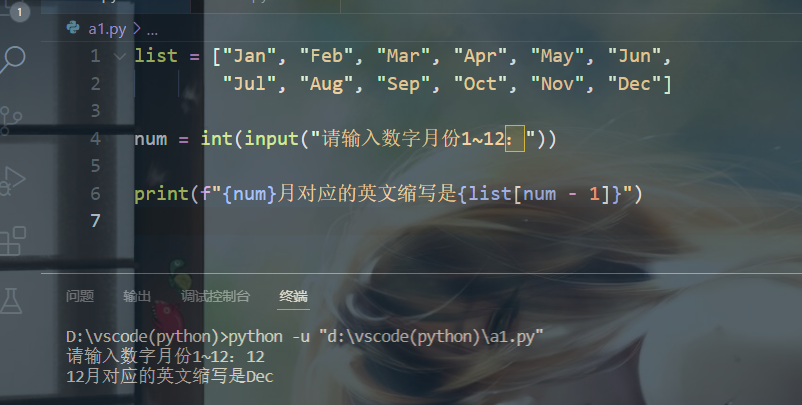 1
a1.py > ...
1 list = ["Jan", "Feb", "Mar", "Apr", "May", "Jun",
2 "Jul", "Aug", "Sep", "Oct", "Nov", "Dec"]
3
4 num = int(input("请输入数字月份1~12："))
5
6 print(f"{num}月对应的英文缩写是{list[num - 1]}")
7
问题 输出 调试控制台 终端
D:\vscode(python)>python -u "d:\vscode(python)\a1.py"
请输入数字月份1~12：12
12月对应的英文缩写是Dec